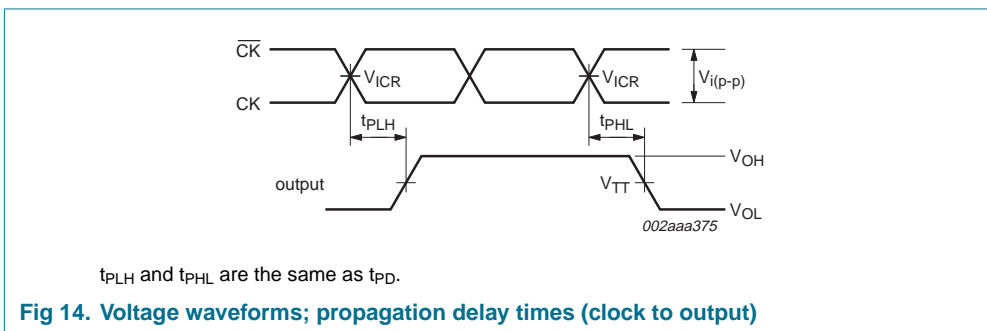 C̅K̅
V_ICR V_ICR V_i(p-p)
CK
t_PLH t_PHL
V_OH
output V_TT
V_OL
002aaa375
t_PLH and t_PHL are the same as t_PD.
Fig 14. Voltage waveforms; propagation delay times (clock to output)